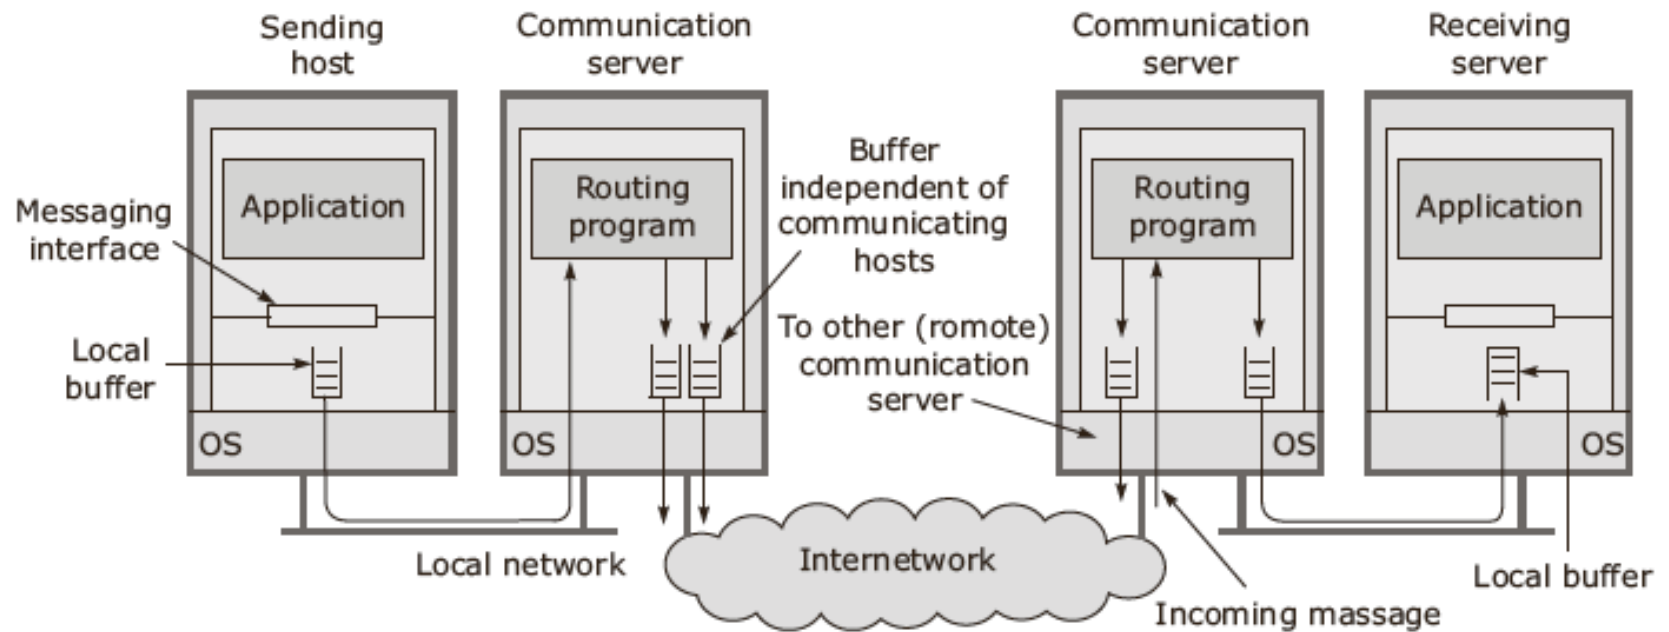 Sending
host
Communication
server
Communication
server
Receiving
server
Messaging
interface
Application
Routing
program
Buffer
independent of
communicating
hosts
Routing
program
Application
Local
buffer
To other (romote)
communication
server
OS
OS
OS
OS
Local network
Internetwork
Incoming massage
Local buffer